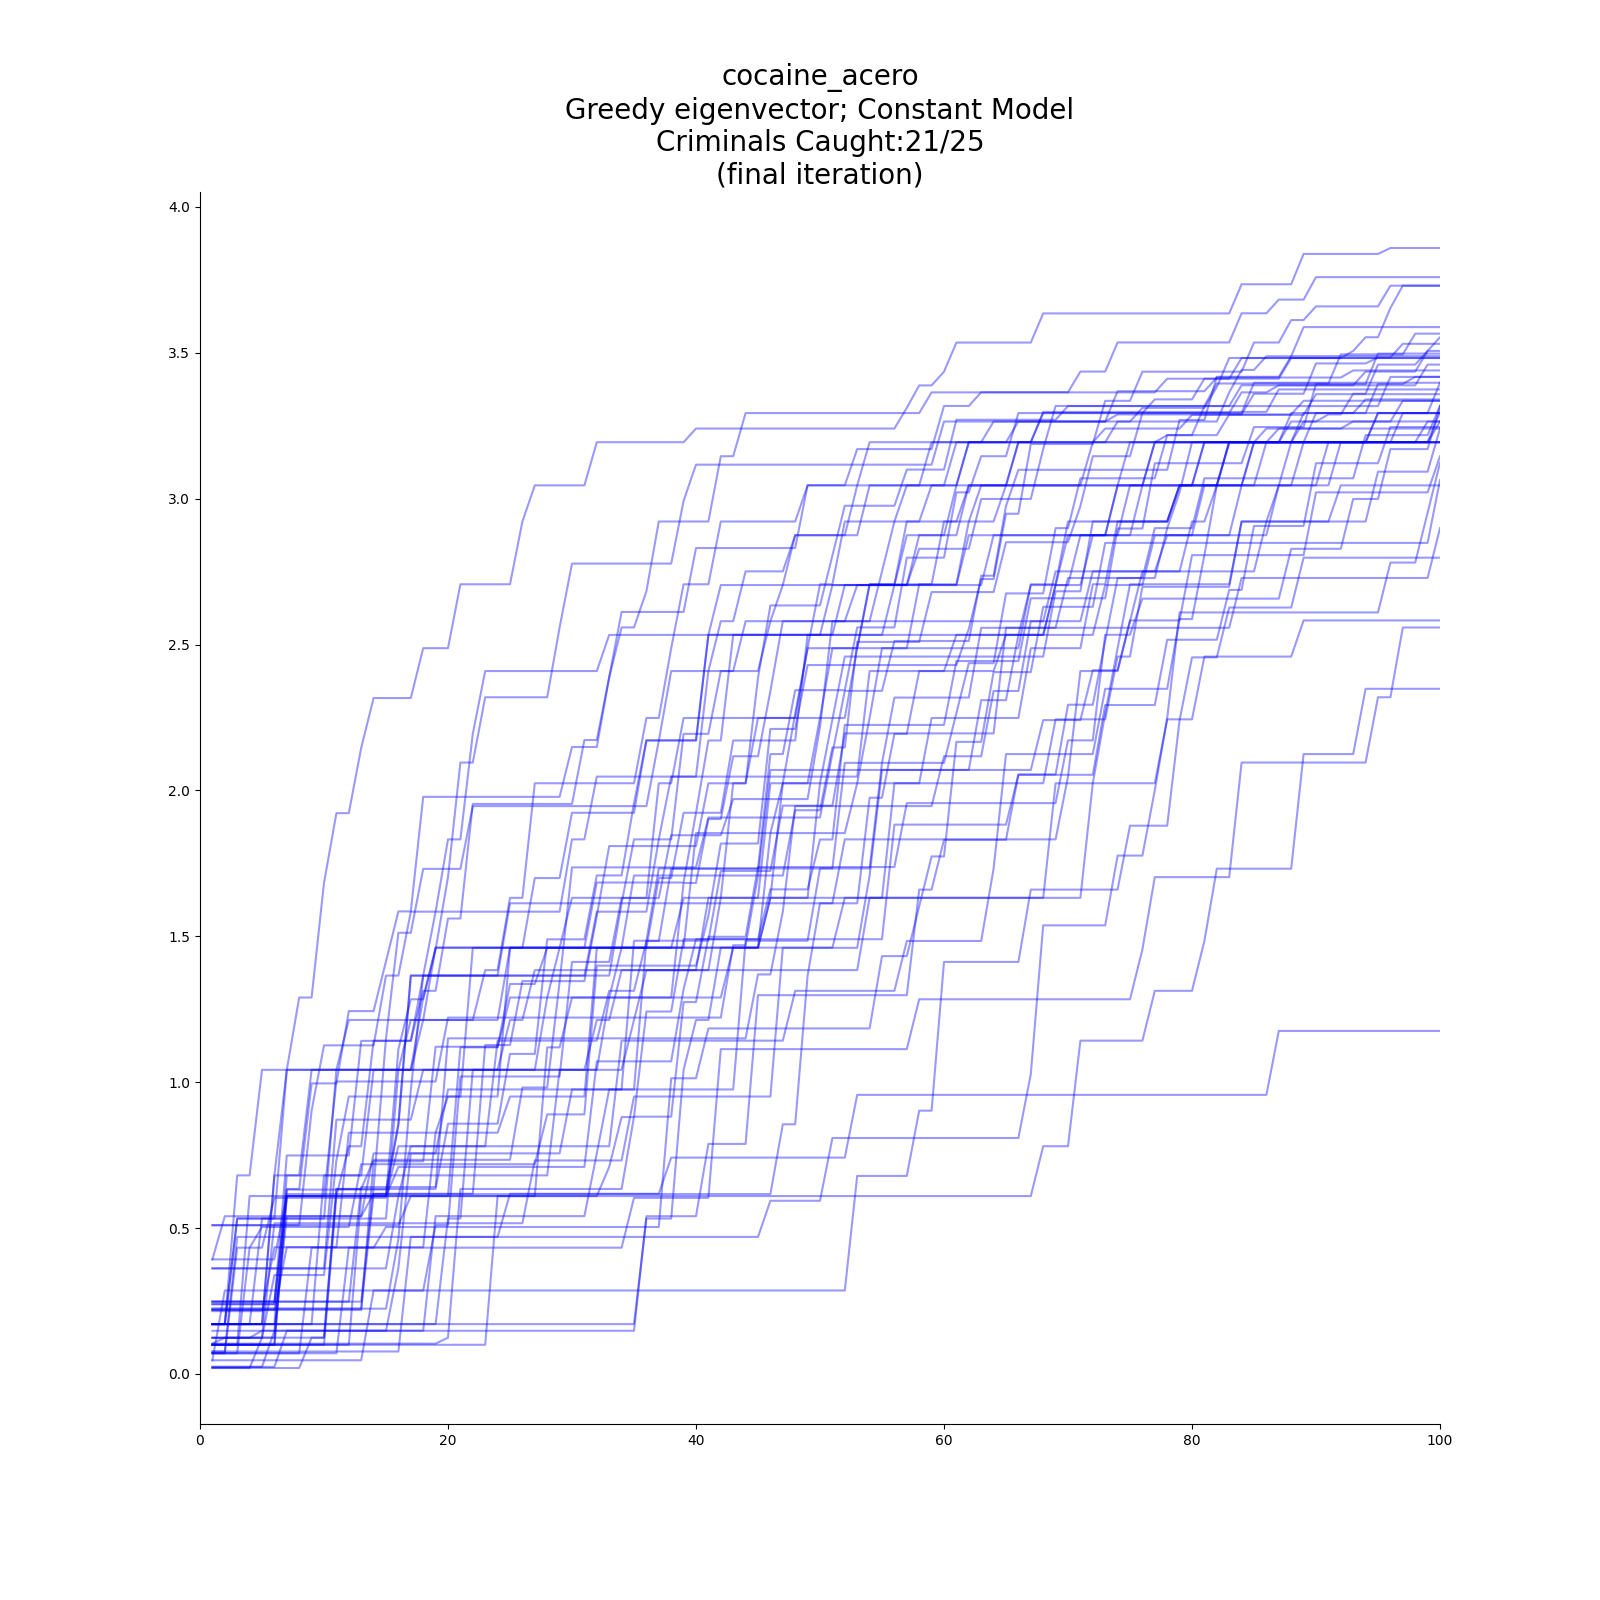 cocaine_acero
Greedy eigenvector; Constant Model
Criminals Caught:21/25
(final iteration)
4.0
3.5
3.0
2.5
2.0
1.5
1.0
0.5
0.0
0 20 40 60 80 100